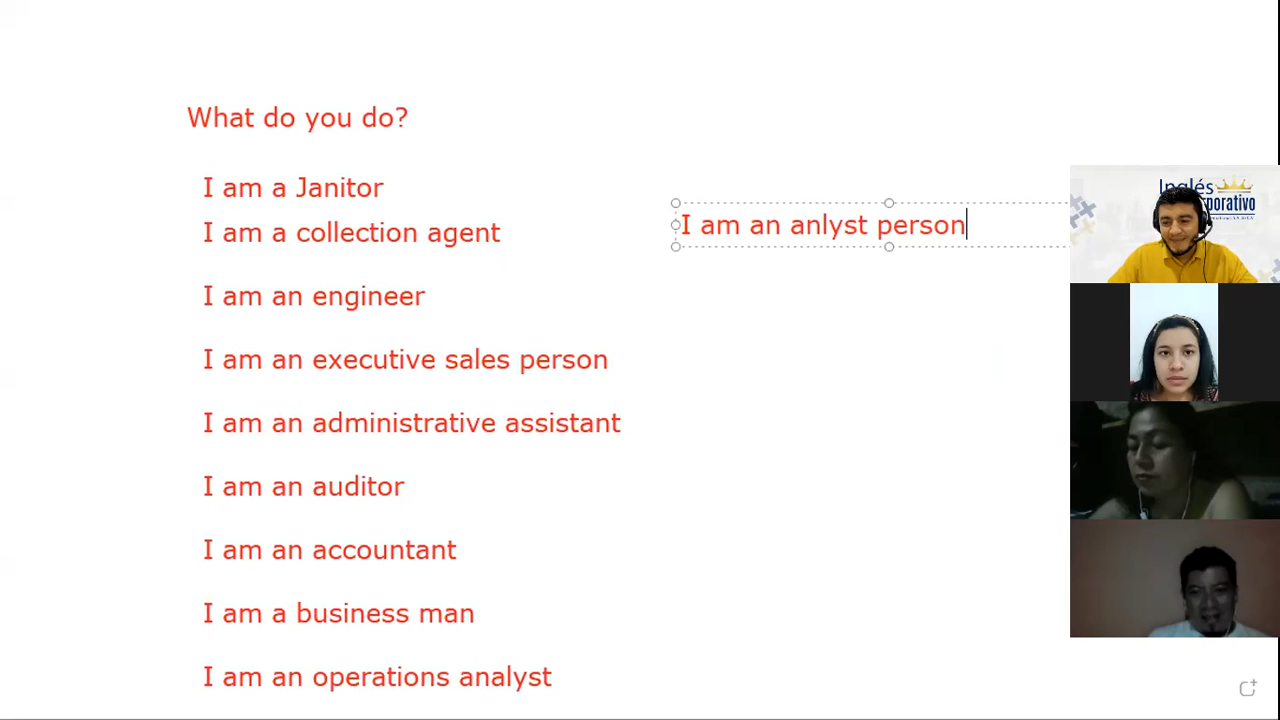 What do you do?
I am a Janitor
I am a collection agent
I am an engineer
I am an executive sales person
I am an administrative assistant
I am an auditor
I am an accountant
I am a business man
I am an operations analyst
I am an anlyst person
Inglés